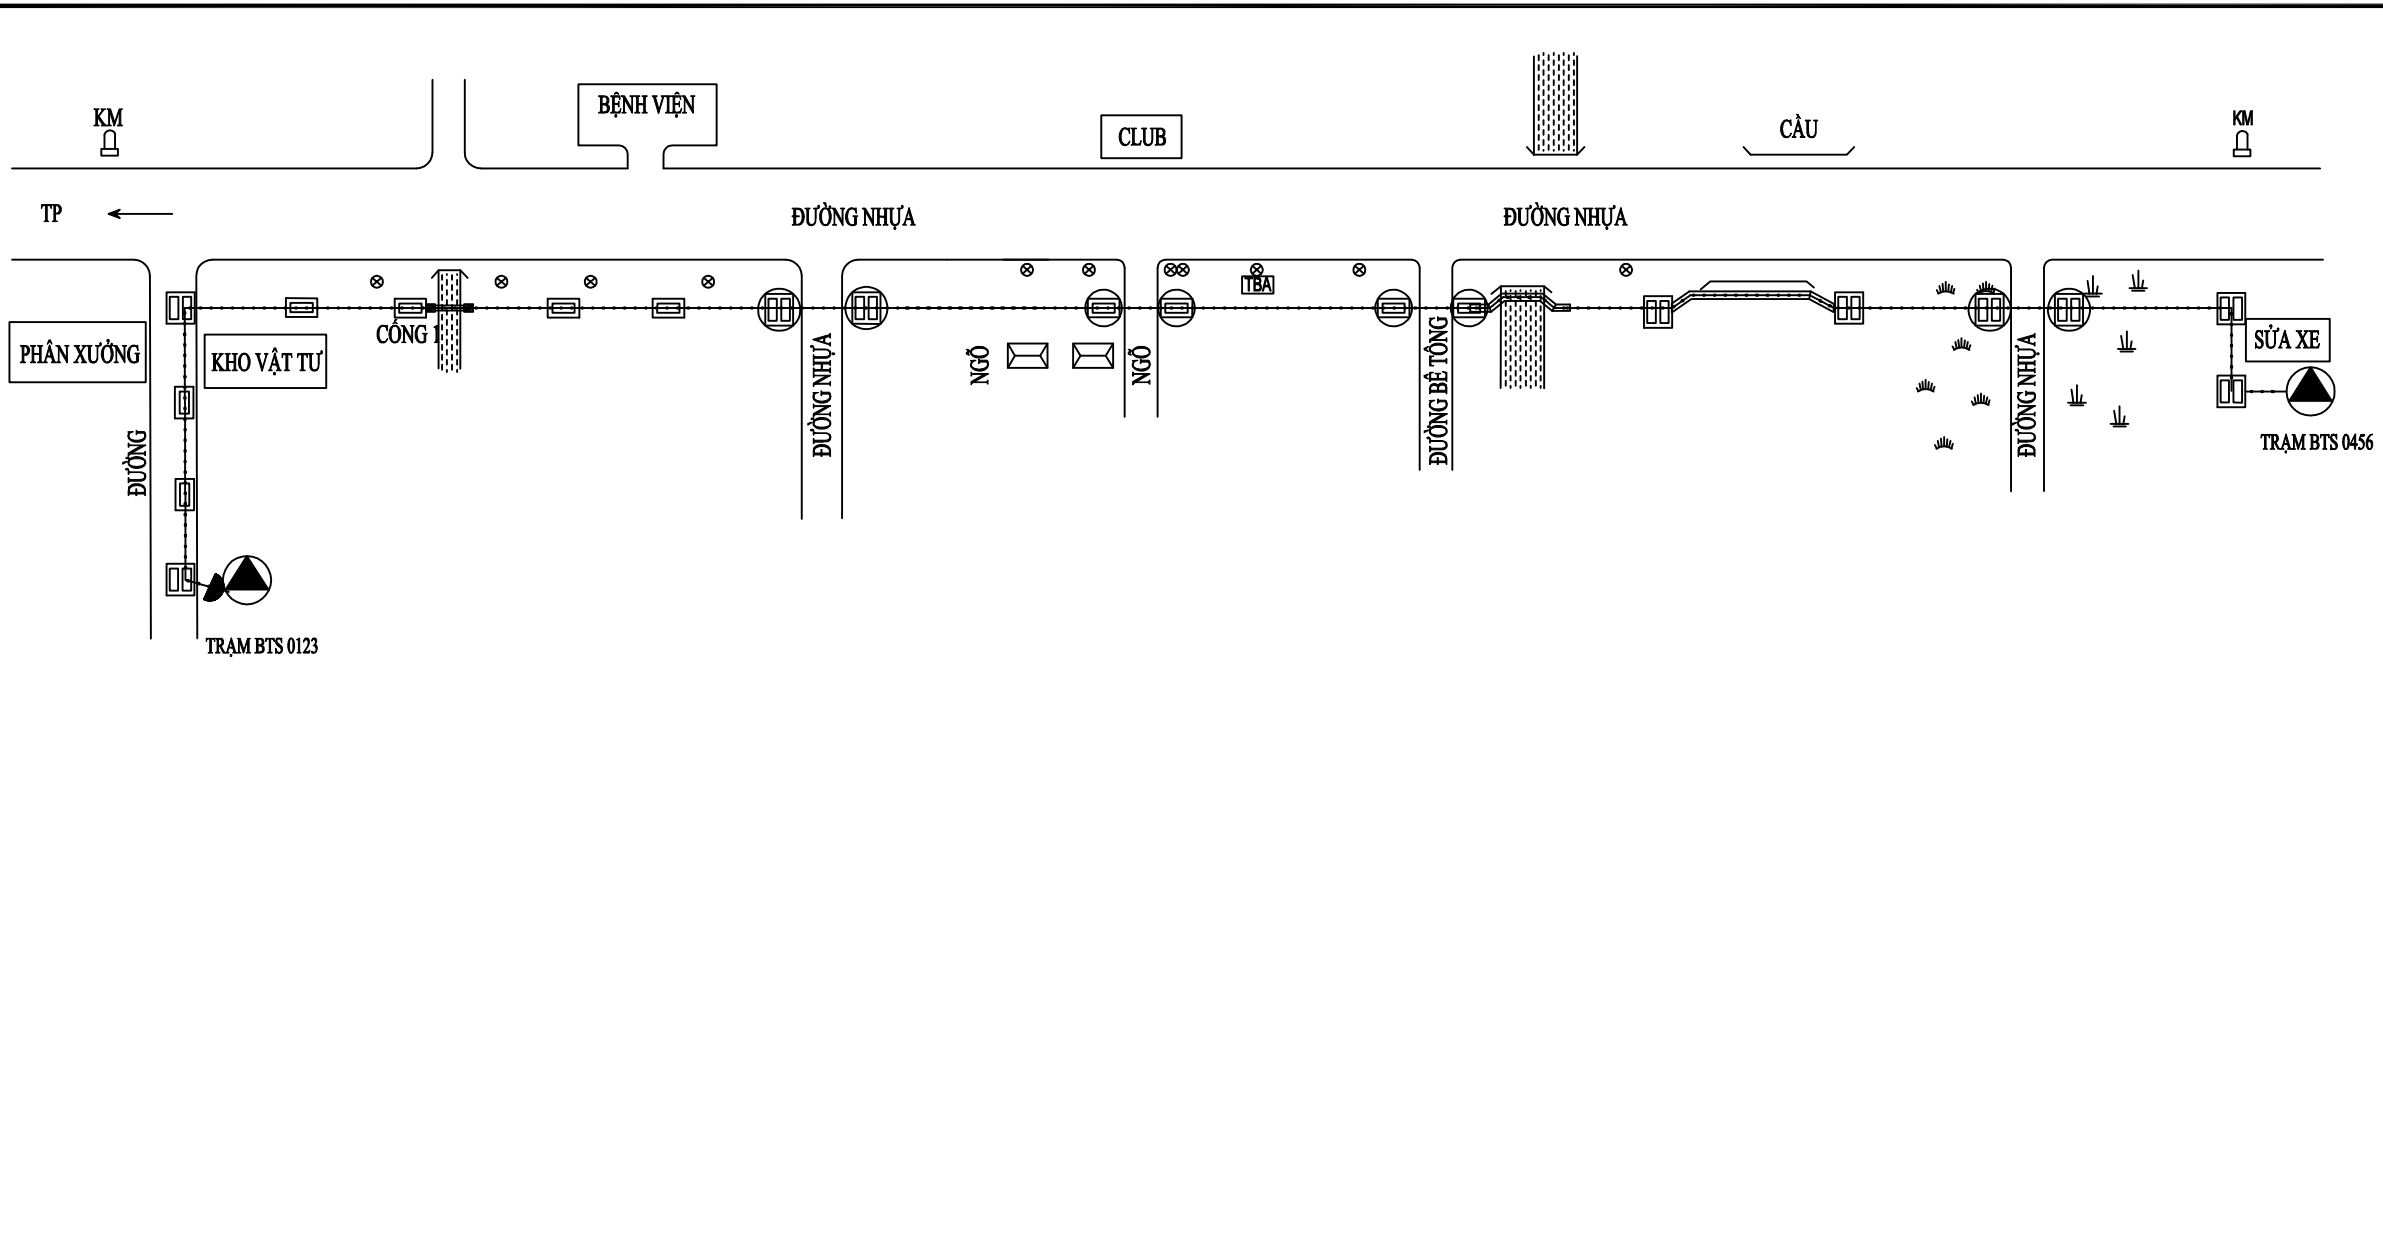 KM
BỆNH VIỆN
CLUB
CẦU
KM
TP
ĐƯỜNG NHỰA
ĐƯỜNG NHỰA
TBA
CỐNG 1
PHÂN XƯỞNG
KHO VẬT TƯ
NGÕ
NGÕ
SỬA XE
ĐƯỜNG
ĐƯỜNG NHỰA
ĐƯỜNG BÊ TÔNG
ĐƯỜNG NHỰA
TRẠM BTS 0456
TRẠM BTS 0123